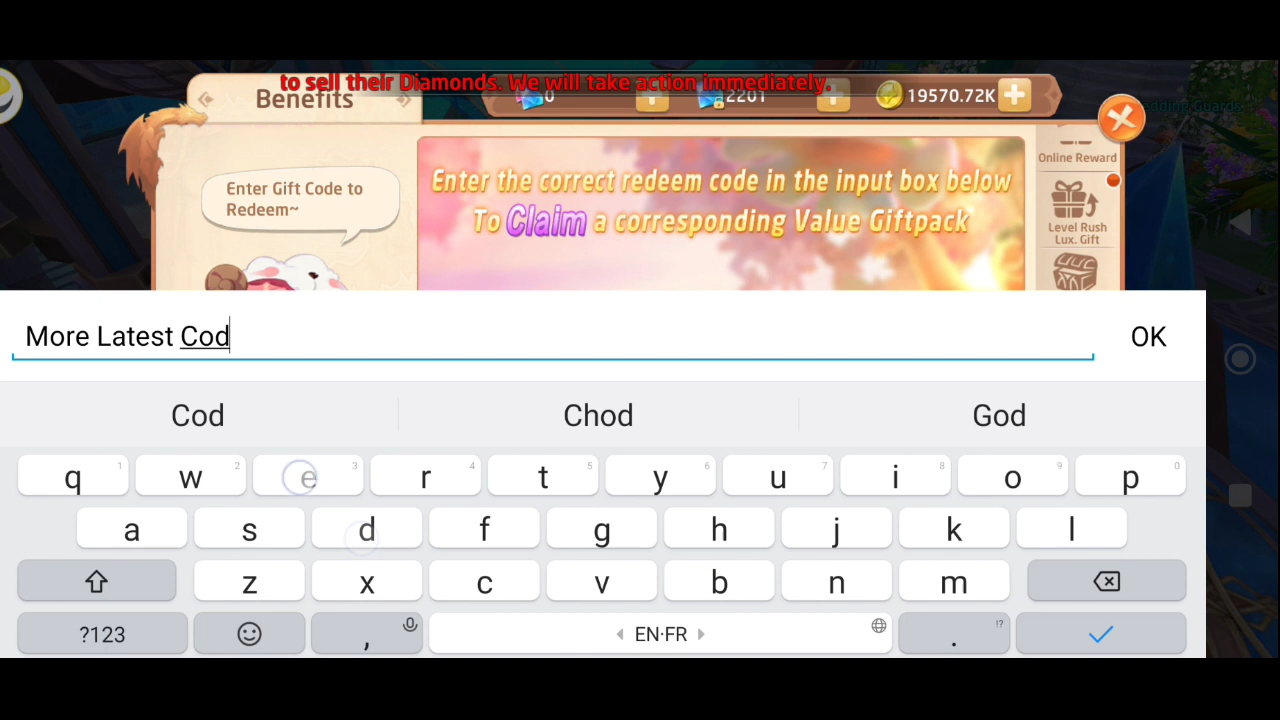 to sell their Diamonds. We will take action immediately.
Benefits
0
2201
19570.72K
Enter Gift Code to
Redeem~
Enter the correct redeem code in the input box below
To Claim a corresponding Value Giftpack
Online Reward
Level Rush
Lux. Gift
More Latest Cod
OK
Cod Chod God
q 1 w 2 e 3 r 4 t 5 y 6 u 7 i 8 o 9 p 0
a s d f g h j k l
z x c v b n m
?123 , EN·FR . !?